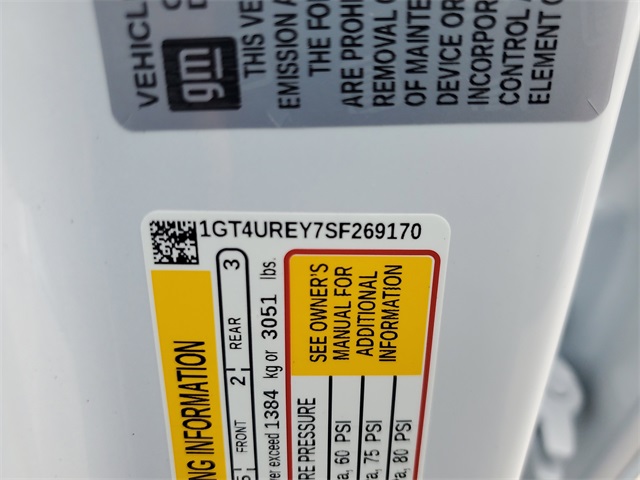 VEHICL
gm
THIS VE
EMISSION A
THE FO
ARE PROHI
REMOVAL O
OF MAINTE
DEVICE OR
INCORPOR
CONTROL A
ELEMENT O
1GT4UREY7SF269170
NG INFORMATION
FRONT 2 REAR 3
ver exceed 1384 kg or 3051 lbs.
SEE OWNER'S
MANUAL FOR
ADDITIONAL
INFORMATION
RE PRESSURE
a, 60 PSI
a, 75 PSI
a, 80 PSI